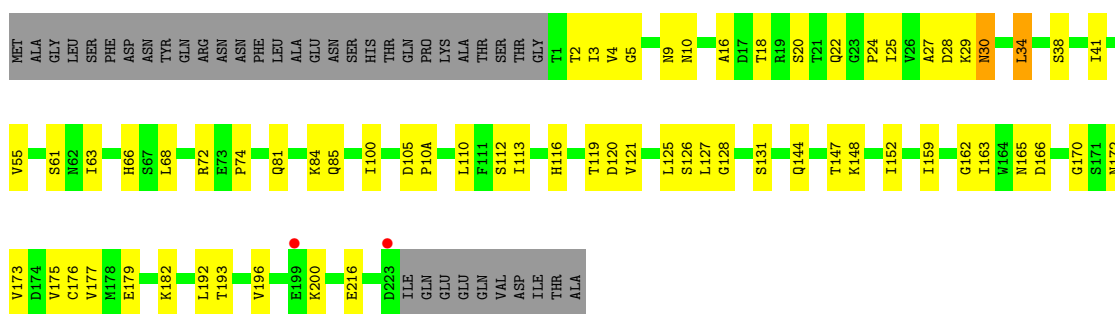 MET ALA GLY LEU SER PHE ASP ASN TYR GLN ARG ASN ASN PHE LEU ALA GLU ASN SER HIS THR GLN PRO LYS ALA THR SER THR GLY T1 T2 I3 V4 G5 N9 N10 A16 D17 T18 R19 S20 T21 Q22 G23 P24 I25 V26 A27 D28 K29 N30 L34 S38 I41
V55 S61 N62 I63 H66 S67 L68 R72 E73 P74 Q81 K84 Q85 I100 D105 P10A L110 F111 S112 I113 H116 T119 D120 V121 L125 S126 L127 G128 S131 Q144 T147 K148 I152 I159 G162 I163 W164 N165 D166 G170 S171 N172
V173 D174 V175 C176 V177 M178 E179 K182 L192 T193 V196 E199 K200 E216 D223 ILE GLN GLU GLU GLN VAL ASP ILE THR ALA